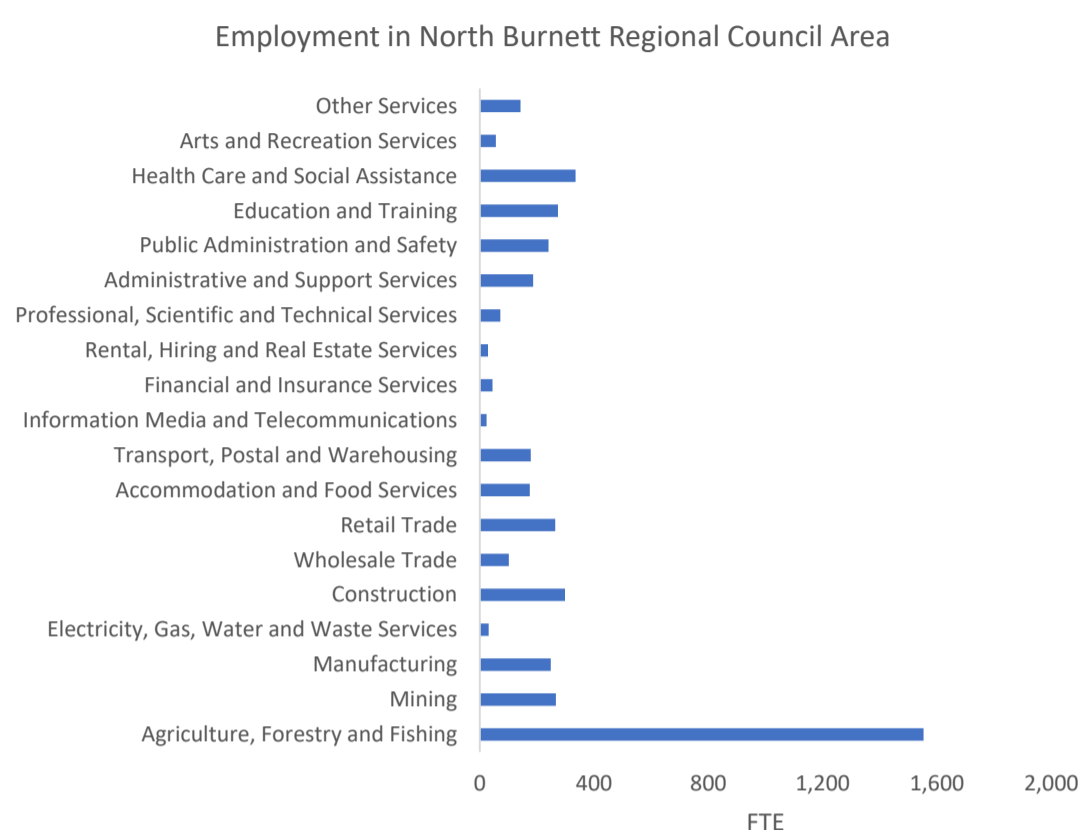 Employment in North Burnett Regional Council Area
Other Services
Arts and Recreation Services
Health Care and Social Assistance
Education and Training
Public Administration and Safety
Administrative and Support Services
Professional, Scientific and Technical Services
Rental, Hiring and Real Estate Services
Financial and Insurance Services
Information Media and Telecommunications
Transport, Postal and Warehousing
Accommodation and Food Services
Retail Trade
Wholesale Trade
Construction
Electricity, Gas, Water and Waste Services
Manufacturing
Mining
Agriculture, Forestry and Fishing
0 400 800 1,200 1,600 2,000
FTE